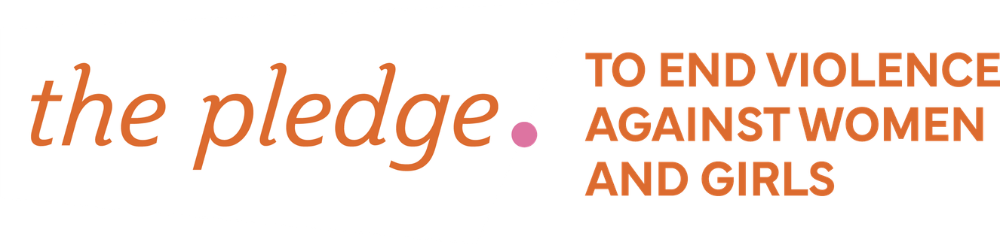 the pledge.
TO END VIOLENCE
AGAINST WOMEN
AND GIRLS